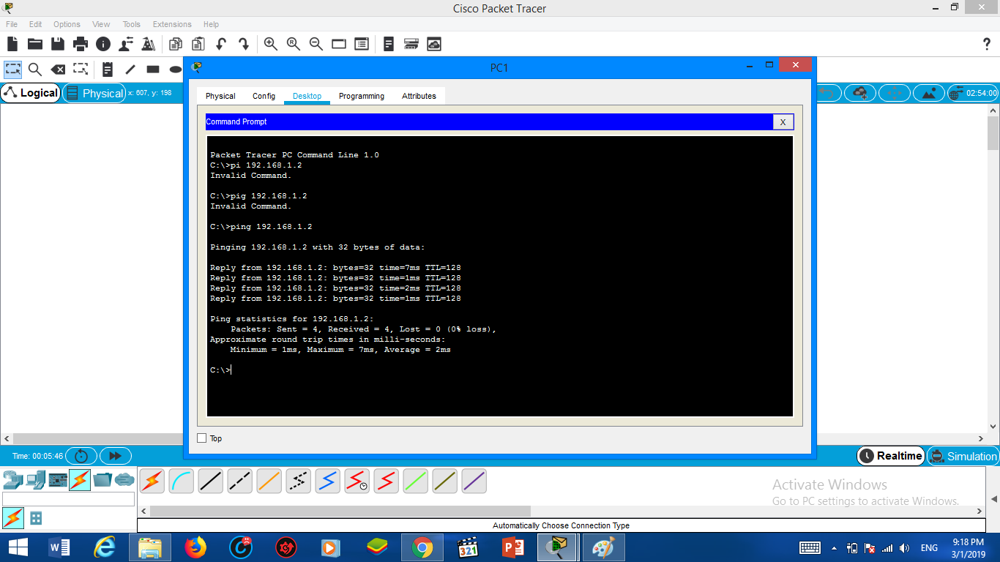 Cisco Packet Tracer
File Edit Options View Tools Extensions Help
?
PC1
Logical Physical x: 607, y: 198 02:54:00
Physical Config Desktop Programming Attributes
Command Prompt X
Packet Tracer PC Command Line 1.0
C:\>pi 192.168.1.2
Invalid Command.
C:\>pig 192.168.1.2
Invalid Command.
C:\>ping 192.168.1.2
Pinging 192.168.1.2 with 32 bytes of data:
Reply from 192.168.1.2: bytes=32 time=7ms TTL=128
Reply from 192.168.1.2: bytes=32 time=1ms TTL=128
Reply from 192.168.1.2: bytes=32 time=2ms TTL=128
Reply from 192.168.1.2: bytes=32 time=1ms TTL=128
Ping statistics for 192.168.1.2:
Packets: Sent = 4, Received = 4, Lost = 0 (0% loss),
Approximate round trip times in milli-seconds:
Minimum = 1ms, Maximum = 7ms, Average = 2ms
C:\>
Top
Time: 00:05:46 Realtime Simulation
Activate Windows
Go to PC settings to activate Windows.
Automatically Choose Connection Type
321
ENG
9:18 PM
3/1/2019